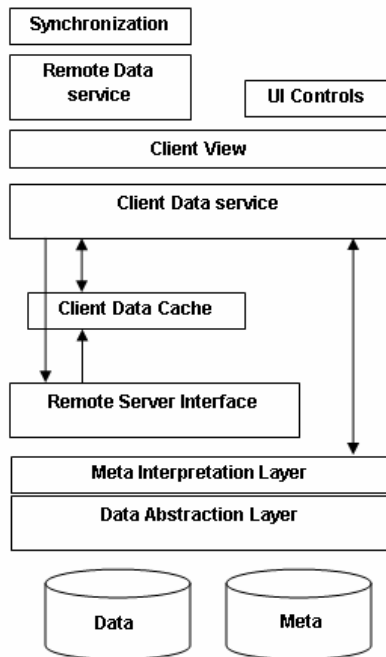 Synchronization
Remote Data
service
UI Controls
Client View
Client Data service
Client Data Cache
Remote Server Interface
Meta Interpretation Layer
Data Abstraction Layer
Data
Meta